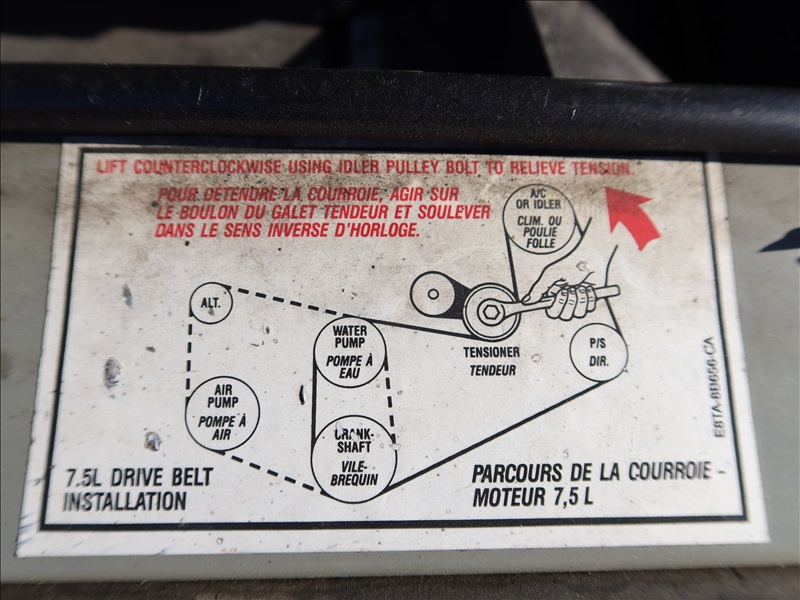 LIFT COUNTERCLOCKWISE USING IDLER PULLEY BOLT TO RELIEVE TENSION.
POUR DÉTENDRE LA COURROIE, AGIR SUR
LE BOULON DU GALET TENDEUR ET SOULEVER
DANS LE SENS INVERSE D'HORLOGE.
A/C
OR IDLER
CLIM. OU
POULIE
FOLLE
ALT.
WATER
PUMP
POMPE À
EAU
TENSIONER
TENDEUR
P/S
DIR.
AIR
PUMP
POMPE À
AIR
CRANK-
SHAFT
VILE-
BREQUIN
E8TA-8B656-CA
7.5L DRIVE BELT
INSTALLATION
PARCOURS DE LA COURROIE -
MOTEUR 7,5 L